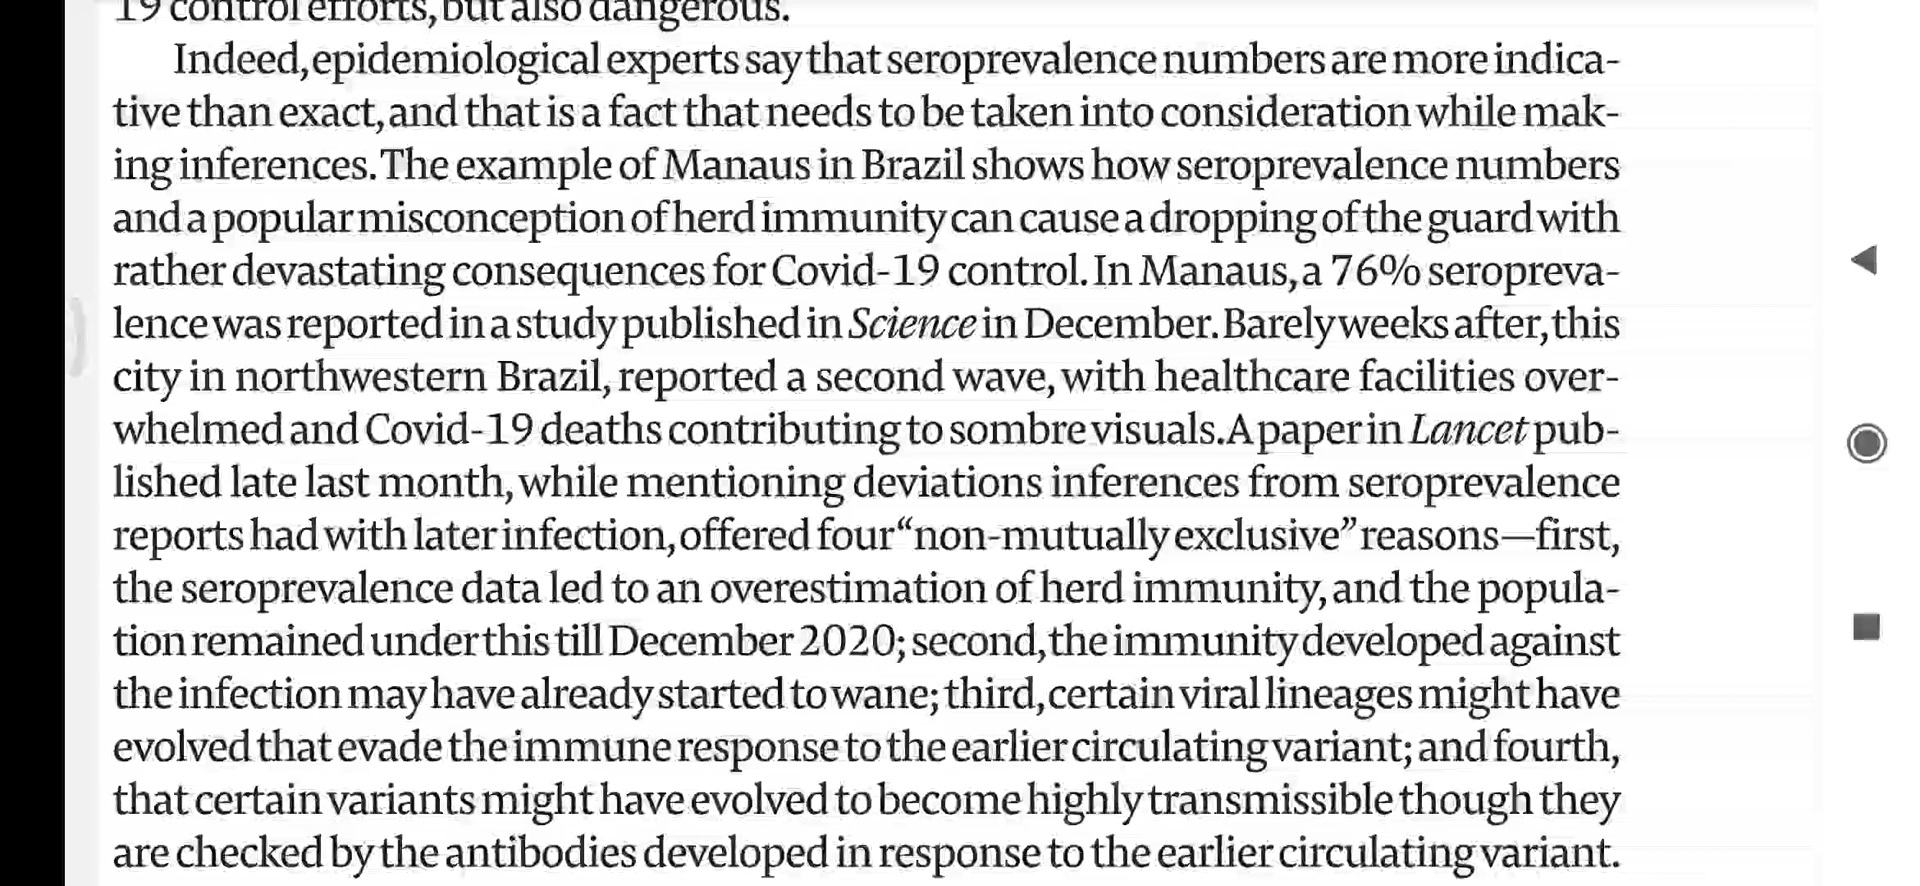 19 control efforts, but also dangerous.
Indeed, epidemiological experts say that seroprevalence numbers are more indica-
tive than exact, and that is a fact that needs to be taken into consideration while mak-
ing inferences. The example of Manaus in Brazil shows how seroprevalence numbers
and a popular misconception of herd immunity can cause a dropping of the guard with
rather devastating consequences for Covid-19 control. In Manaus, a 76% seropreva-
lence was reported in a study published in Science in December. Barely weeks after, this
city in northwestern Brazil, reported a second wave, with healthcare facilities over-
whelmed and Covid-19 deaths contributing to sombre visuals. A paper in Lancet pub-
lished late last month, while mentioning deviations inferences from seroprevalence
reports had with later infection, offered four “non-mutually exclusive” reasons—first,
the seroprevalence data led to an overestimation of herd immunity, and the popula-
tion remained under this till December 2020; second, the immunity developed against
the infection may have already started to wane; third, certain viral lineages might have
evolved that evade the immune response to the earlier circulating variant; and fourth,
that certain variants might have evolved to become highly transmissible though they
are checked by the antibodies developed in response to the earlier circulating variant.